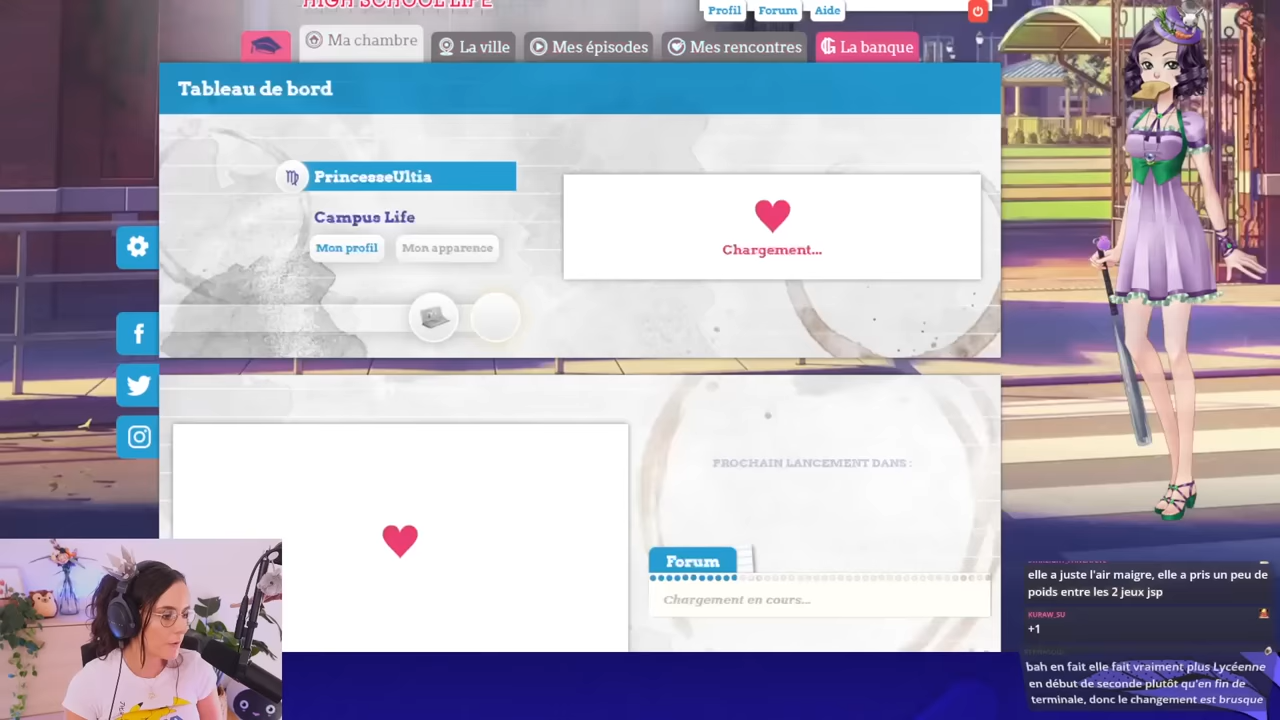 HIGH SCHOOL LIFE
Profil
Forum
Aide
Ma chambre
La ville
Mes épisodes
Mes rencontres
La banque
Tableau de bord
PrincesseUltia
Campus Life
Mon profil
Mon apparence
Chargement...
PROCHAIN LANCEMENT DANS :
Forum
Chargement en cours...
elle a juste l'air maigre, elle a pris un peu de
poids entre les 2 jeux jsp
KURAW_SU
+1
bah en fait elle fait vraiment plus Lycéenne
en début de seconde plutôt qu'en fin de
terminale, donc le changement est brusque